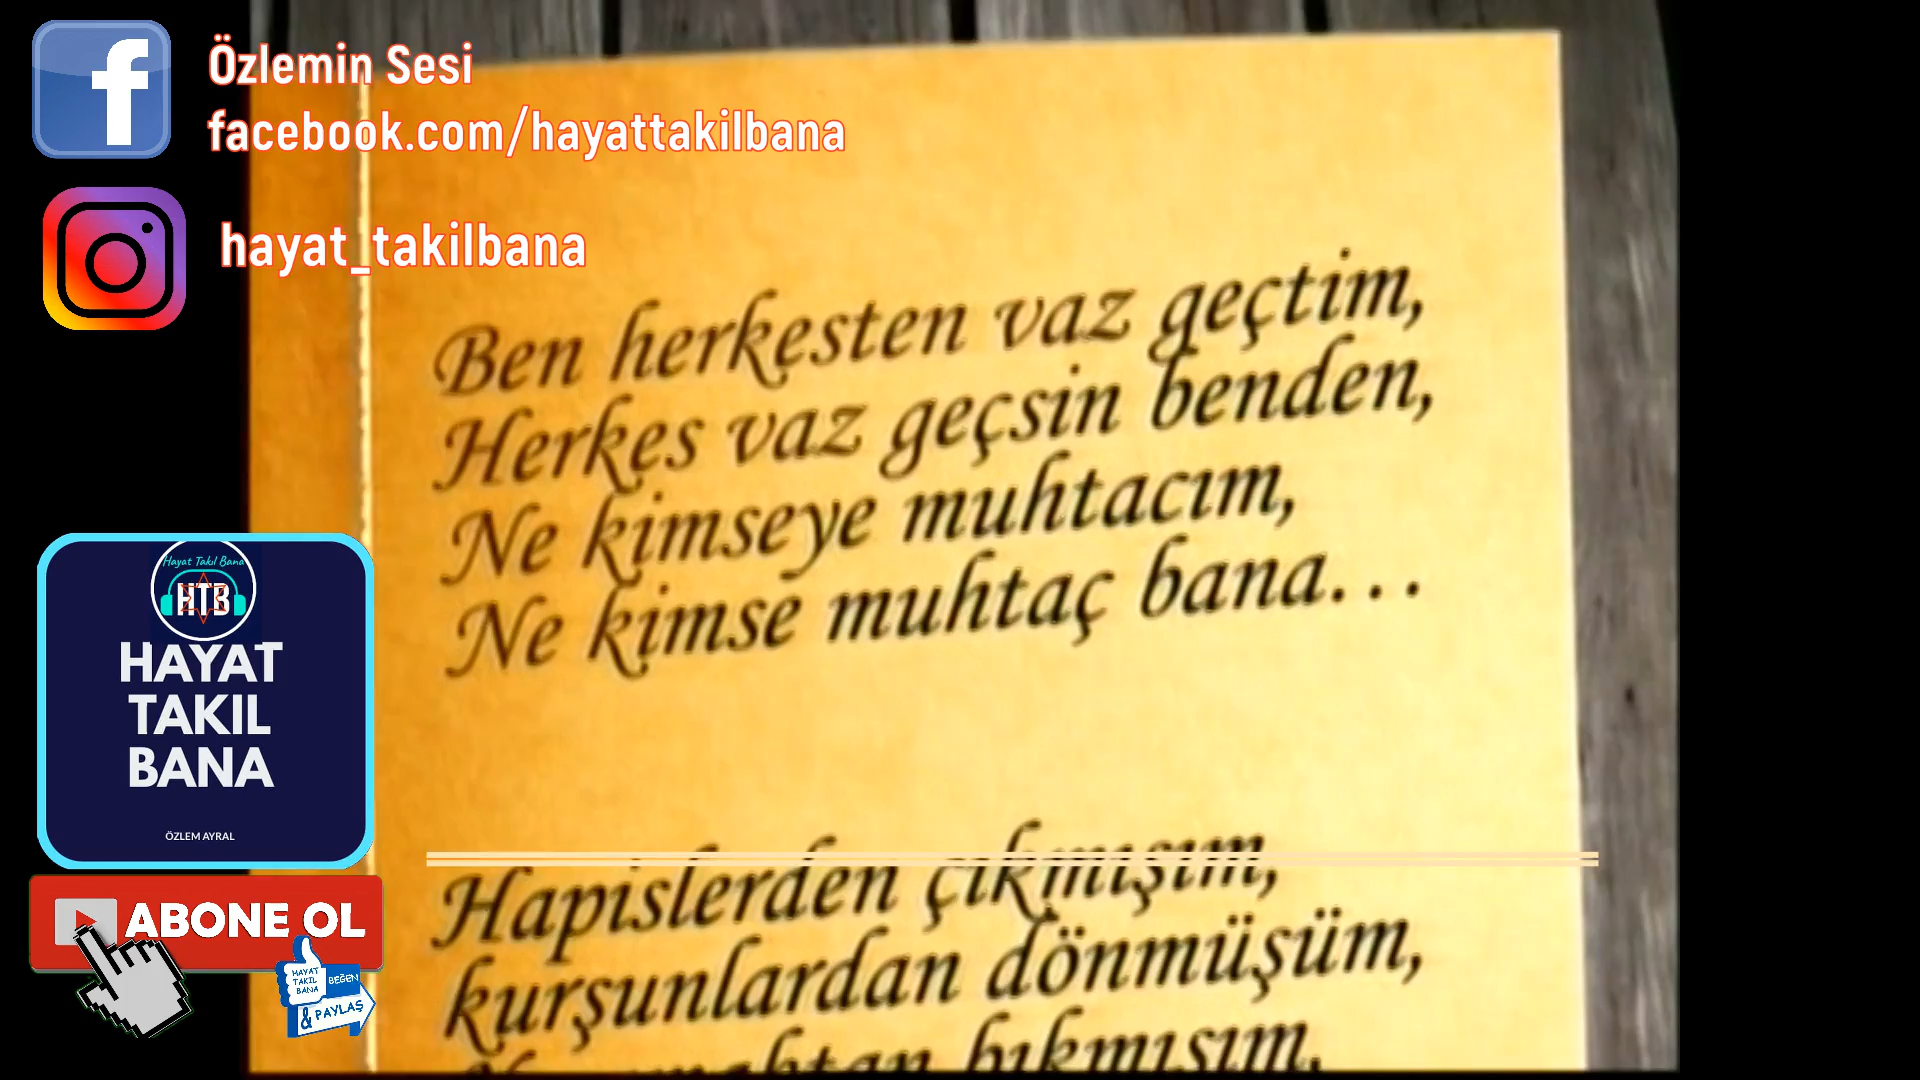 Özlemin Sesi
facebook.com/hayattakilbana
hayat_takilbana
Ben herkesten vaz geçtim,
Herkes vaz geçsin benden,
Ne kimseye muhtacım,
Ne kimse muhtaç bana...
Hapislerden çıkmışım,
kurşunlardan dönmüşüm,
bıkmışım,
Hayat Takıl Bana
HTB
HAYAT
TAKIL
BANA
ÖZLEM AYRAL
ABONE OL
HAYAT
TAKIL
BANA
BEĞEN
& PAYLAŞ